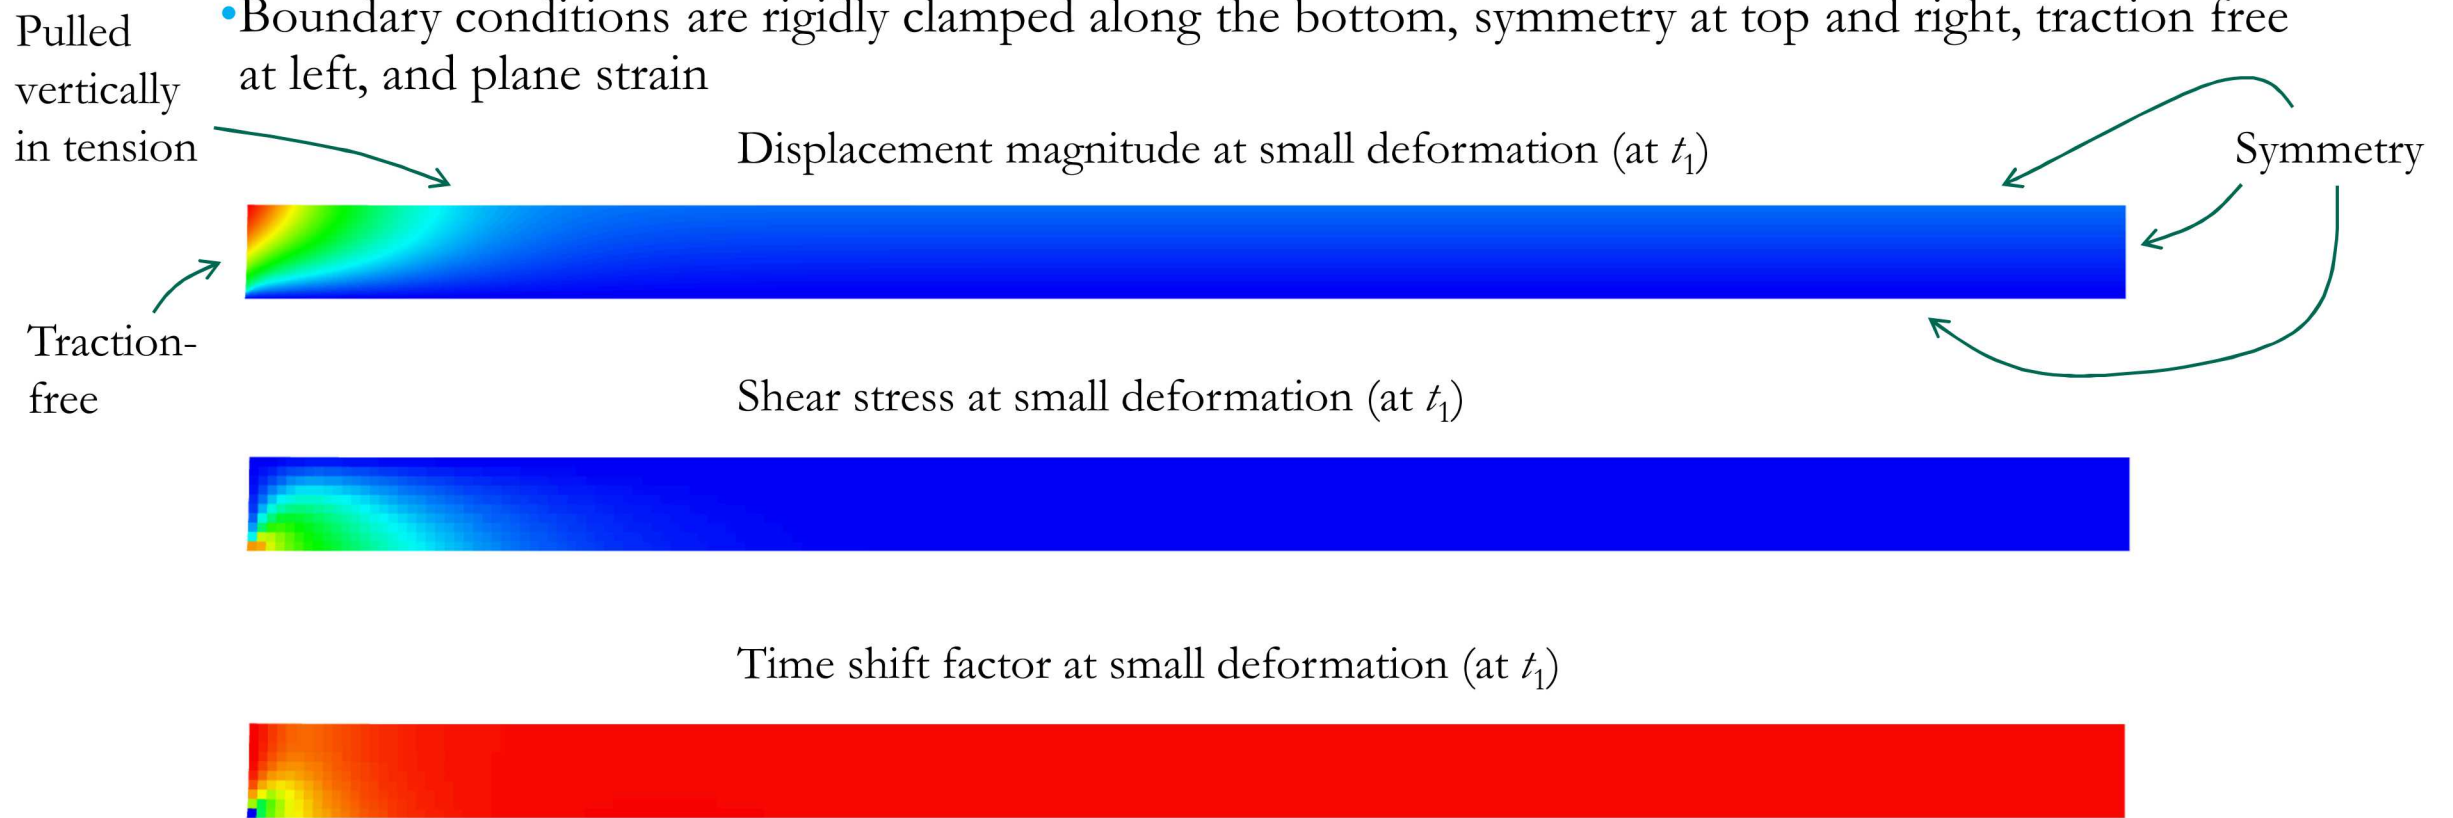 •Boundary conditions are rigidly clamped along the bottom, symmetry at top and right, traction free
at left, and plane strain
Pulled
vertically
in tension
Displacement magnitude at small deformation (at t₁)
Symmetry
Traction-
free
Shear stress at small deformation (at t₁)
Time shift factor at small deformation (at t₁)